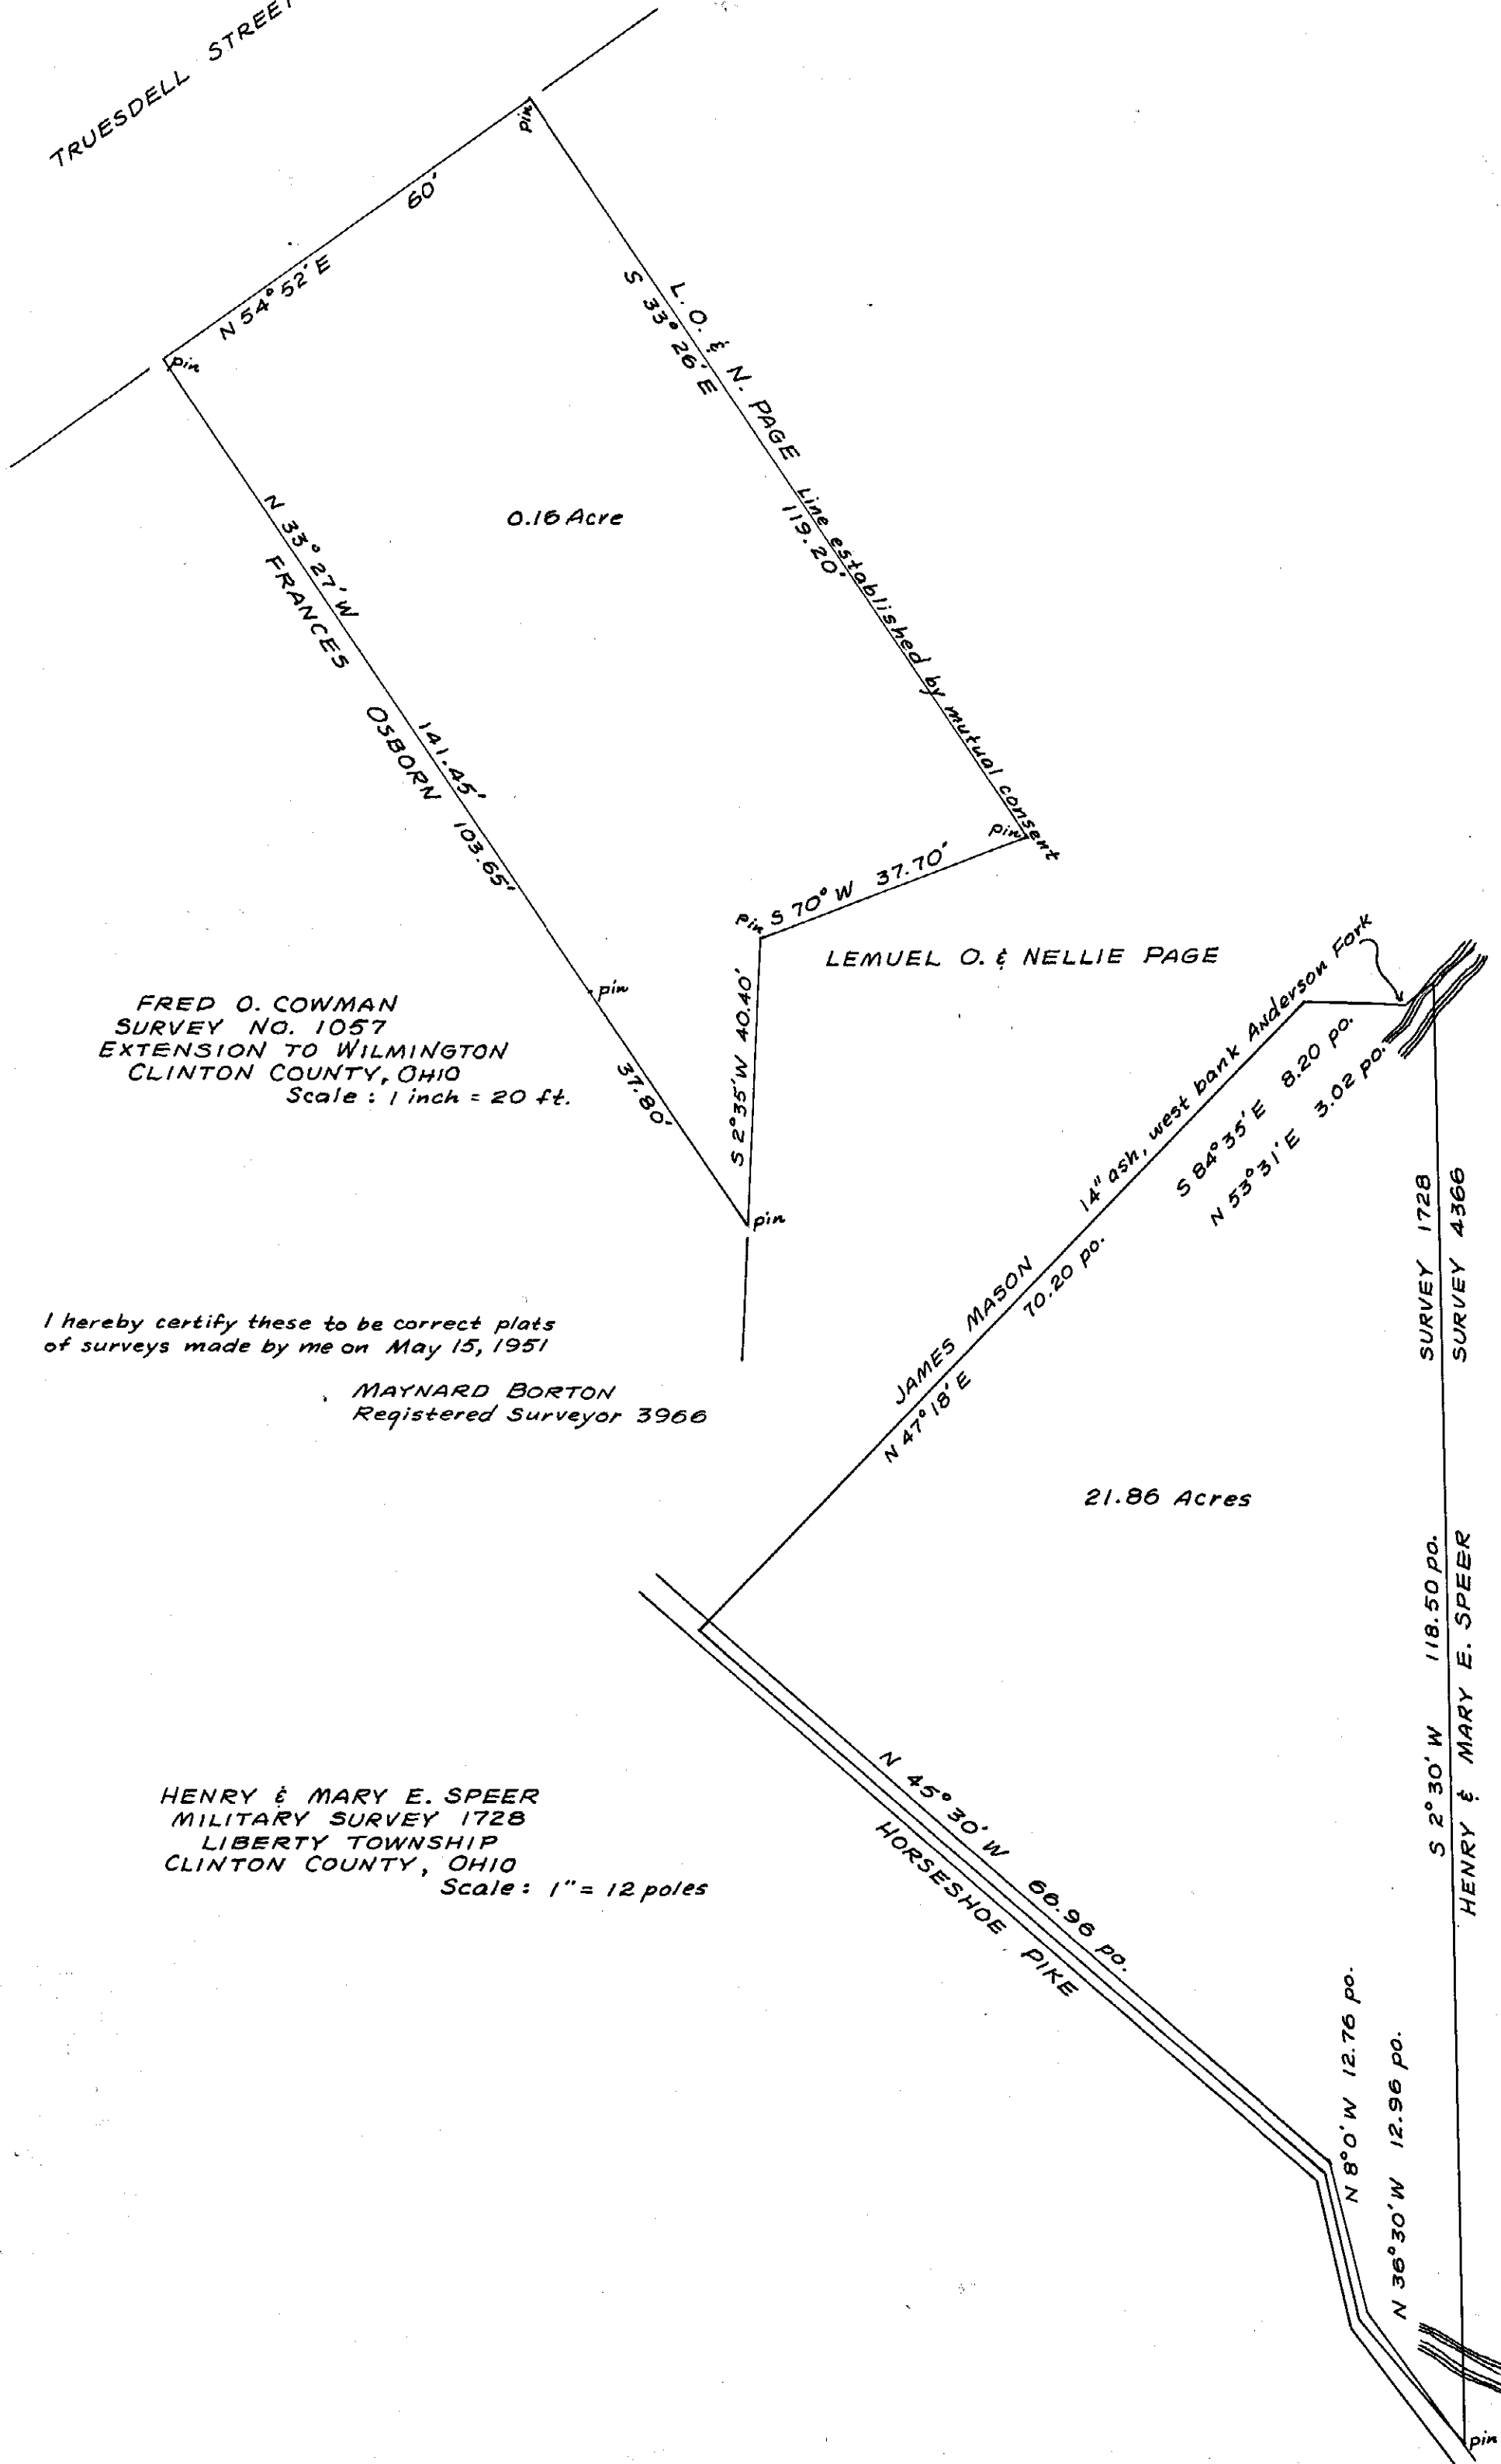 TRUESDELL STREET
pin
60'
N 54° 52' E
pin
L. O. & N. PAGE Line established by mutual consent
S 33° 26' E
119.20'
0.16 Acre
N 33° 27' W
141.45'
FRANCES OSBORN 103.65'
pin
S 70° W 37.70'
pin
LEMUEL O. & NELLIE PAGE
pin
S 2° 35' W 40.40'
37.80'
pin
FRED O. COWMAN
SURVEY NO. 1057
EXTENSION TO WILMINGTON
CLINTON COUNTY, OHIO
Scale : 1 inch = 20 ft.
I hereby certify these to be correct plats
of surveys made by me on May 15, 1951
MAYNARD BORTON
Registered Surveyor 3966
JAMES MASON 14" ash, west bank Anderson Fork
N 47° 18' E 70.20 po.
S 84° 35' E 8.20 po.
N 53° 31' E 3.02 po.
SURVEY 1728
SURVEY 4366
21.86 Acres
S 2° 30' W 118.50 po.
HENRY & MARY E. SPEER
N 45° 30' W 66.96 po.
HORSESHOE PIKE
HENRY & MARY E. SPEER
MILITARY SURVEY 1728
LIBERTY TOWNSHIP
CLINTON COUNTY, OHIO
Scale : 1" = 12 poles
N 8° 0' W 12.76 po.
N 36° 30' W 12.96 po.
pin